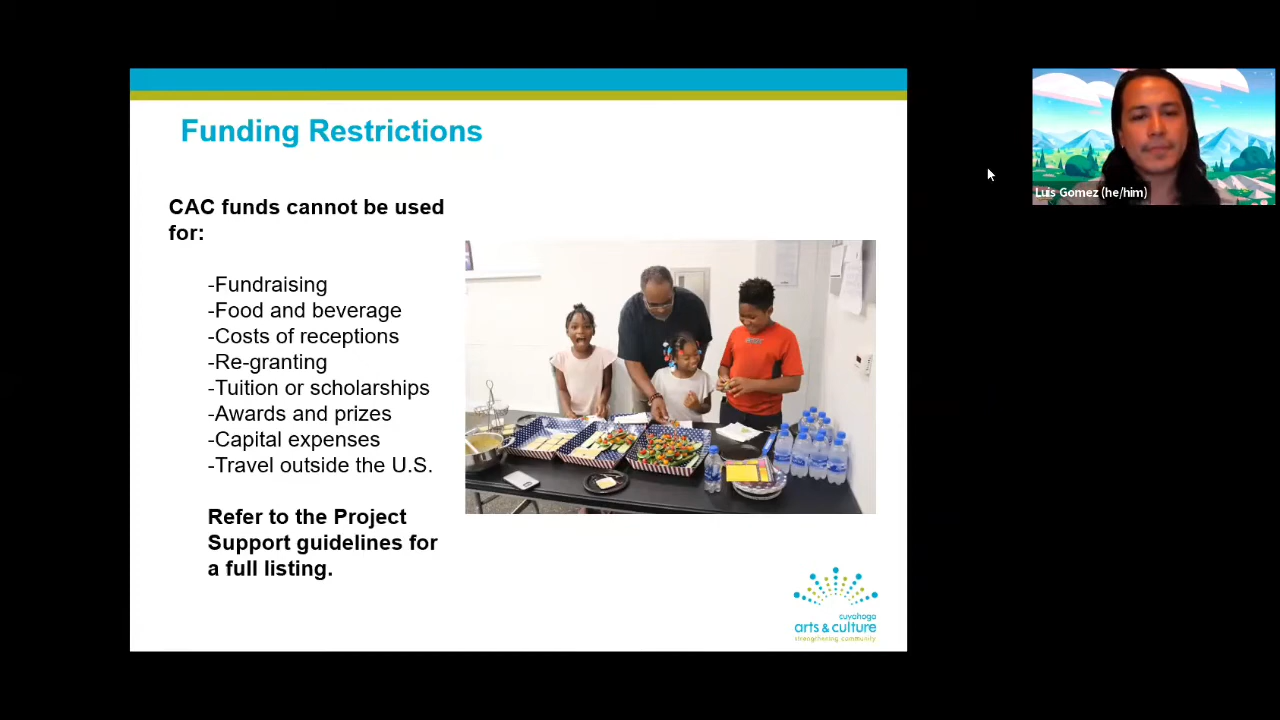 Funding Restrictions
CAC funds cannot be used
for:
-Fundraising
-Food and beverage
-Costs of receptions
-Re-granting
-Tuition or scholarships
-Awards and prizes
-Capital expenses
-Travel outside the U.S.
Refer to the Project
Support guidelines for
a full listing.
cuyahoga
arts & culture
strengthening community
Luis Gomez (he/him)